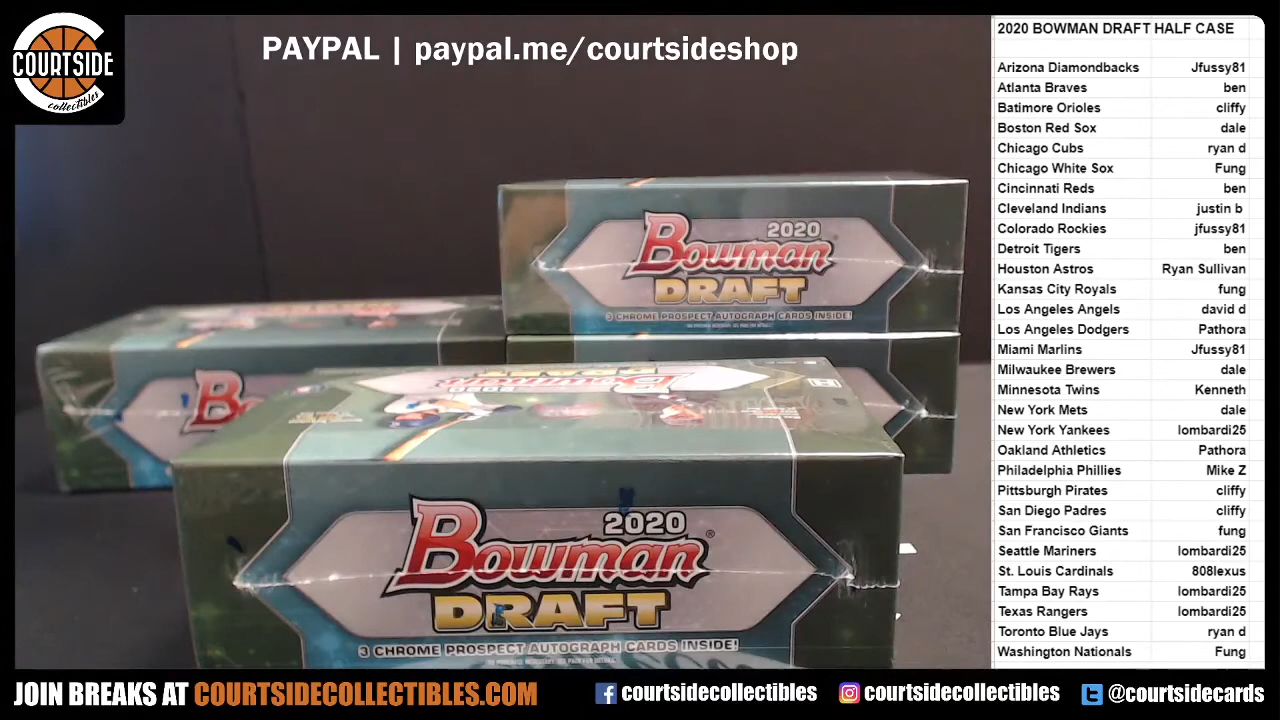 COURTSIDE
collectibles
PAYPAL | paypal.me/courtsideshop
2020
Bowman
DRAFT
3 CHROME PROSPECT AUTOGRAPH CARDS INSIDE!
B
2020
Bowman
DRAFT
2020
Bowman®
DRAFT
3 CHROME PROSPECT AUTOGRAPH CARDS INSIDE!
2020 BOWMAN DRAFT HALF CASE
Arizona Diamondbacks Jfussy81
Atlanta Braves ben
Batimore Orioles cliffy
Boston Red Sox dale
Chicago Cubs ryan d
Chicago White Sox Fung
Cincinnati Reds ben
Cleveland Indians justin b
Colorado Rockies jfussy81
Detroit Tigers ben
Houston Astros Ryan Sullivan
Kansas City Royals fung
Los Angeles Angels david d
Los Angeles Dodgers Pathora
Miami Marlins Jfussy81
Milwaukee Brewers dale
Minnesota Twins Kenneth
New York Mets dale
New York Yankees lombardi25
Oakland Athletics Pathora
Philadelphia Phillies Mike Z
Pittsburgh Pirates cliffy
San Diego Padres cliffy
San Francisco Giants fung
Seattle Mariners lombardi25
St. Louis Cardinals 808lexus
Tampa Bay Rays lombardi25
Texas Rangers lombardi25
Toronto Blue Jays ryan d
Washington Nationals Fung
JOIN BREAKS AT COURTSIDECOLLECTIBLES.COM
courtsidecollectibles
courtsidecollectibles
@courtsidecards